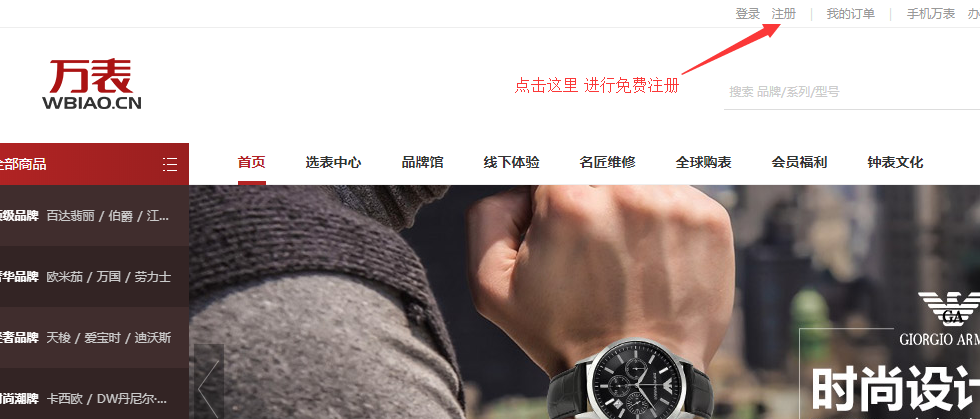 登录 注册 | 我的订单 | 手机万表 办
万表
WBIAO.CN
点击这里 进行免费注册
搜索 品牌/系列/型号
全部商品
首页 选表中心 品牌馆 线下体验 名匠维修 全球购表 会员福利 钟表文化
顶级品牌 百达翡丽 / 伯爵 / 江...
奢华品牌 欧米茄 / 万国 / 劳力士
天梭 / 爱宝时 / 迪沃斯
时尚潮牌 卡西欧 / DW丹尼尔·...
GA
GIORGIO ARM
时尚设计